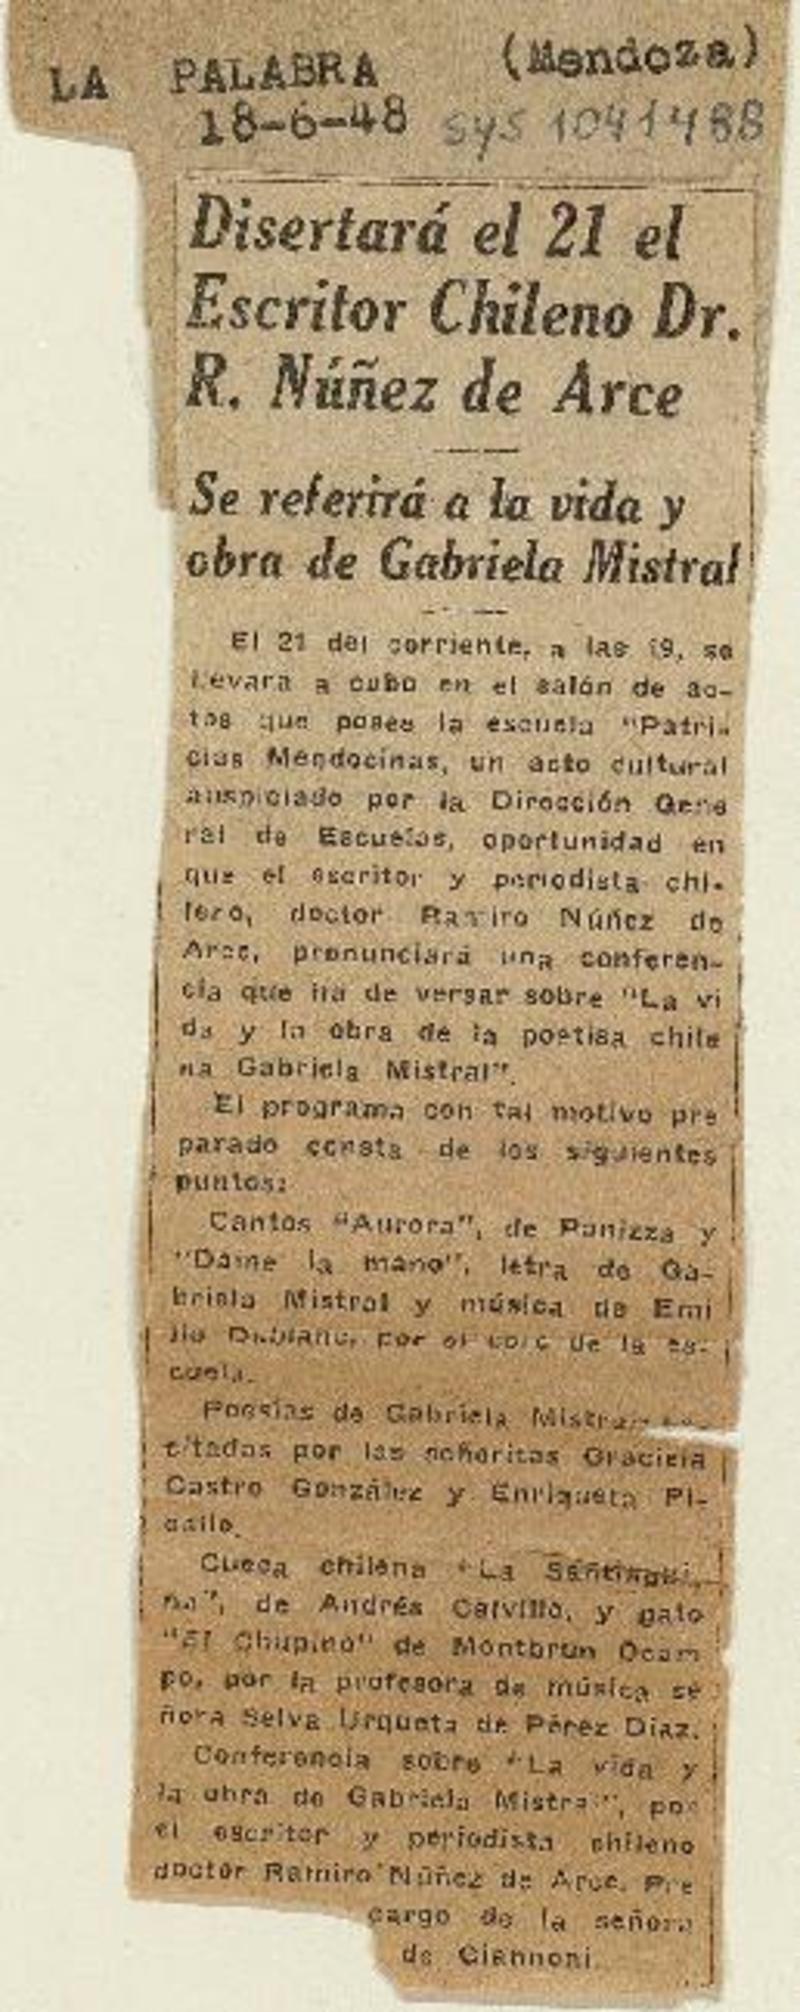 LA PALABRA (Mendoza)
18-6-48 sys 1041488
Disertará el 21 el
Escritor Chileno Dr.
R. Núñez de Arce
Se referirá a la vida y
obra de Gabriela Mistral
El 21 del corriente, a las 19, se
llevara a cabo en el salón de ac-
tos que posee la escuela "Patri-
cias Mendocinas, un acto cultural
auspiciado por la Dirección Gene
ral de Escuelas, oportunidad en
que el escritor y periodista chi-
leno, doctor Ramiro Núñez de
Arce, pronunciará una conferen-
cia que ha de versar sobre "La vi
da y la obra de la poetisa chile
na Gabriela Mistral".
El programa con tal motivo pre
parado consta de los siguientes
puntos:
Cantos "Aurora", de Panizza y
"Dame la mano", letra de Ga-
briela Mistral y música de Emi
lio Dublanc, por el coro de la es-
cuela.
Poesías de Gabriela Mistral
citadas por las señoritas Graciela
Castro González y Enriqueta Pi-
Cueca chilena "La Santiagui-
na", de Andrés y gato
"El Chupino" de Montbrun Ocam
po, por la profesora de música se
ñora Selva Urqueta de Pérez Diaz.
Conferencia sobre "La vida y
la obra de Gabriela Mistral", por
el escritor y periodista chileno
doctor Ramiro Núñez de Arce. Pre
cargo de la señora
de Giannoni